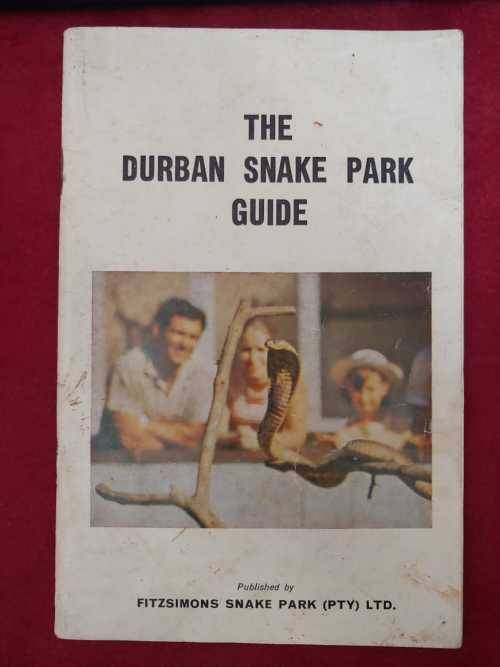 THE
DURBAN SNAKE PARK
GUIDE
Published by
FITZSIMONS SNAKE PARK (PTY) LTD.